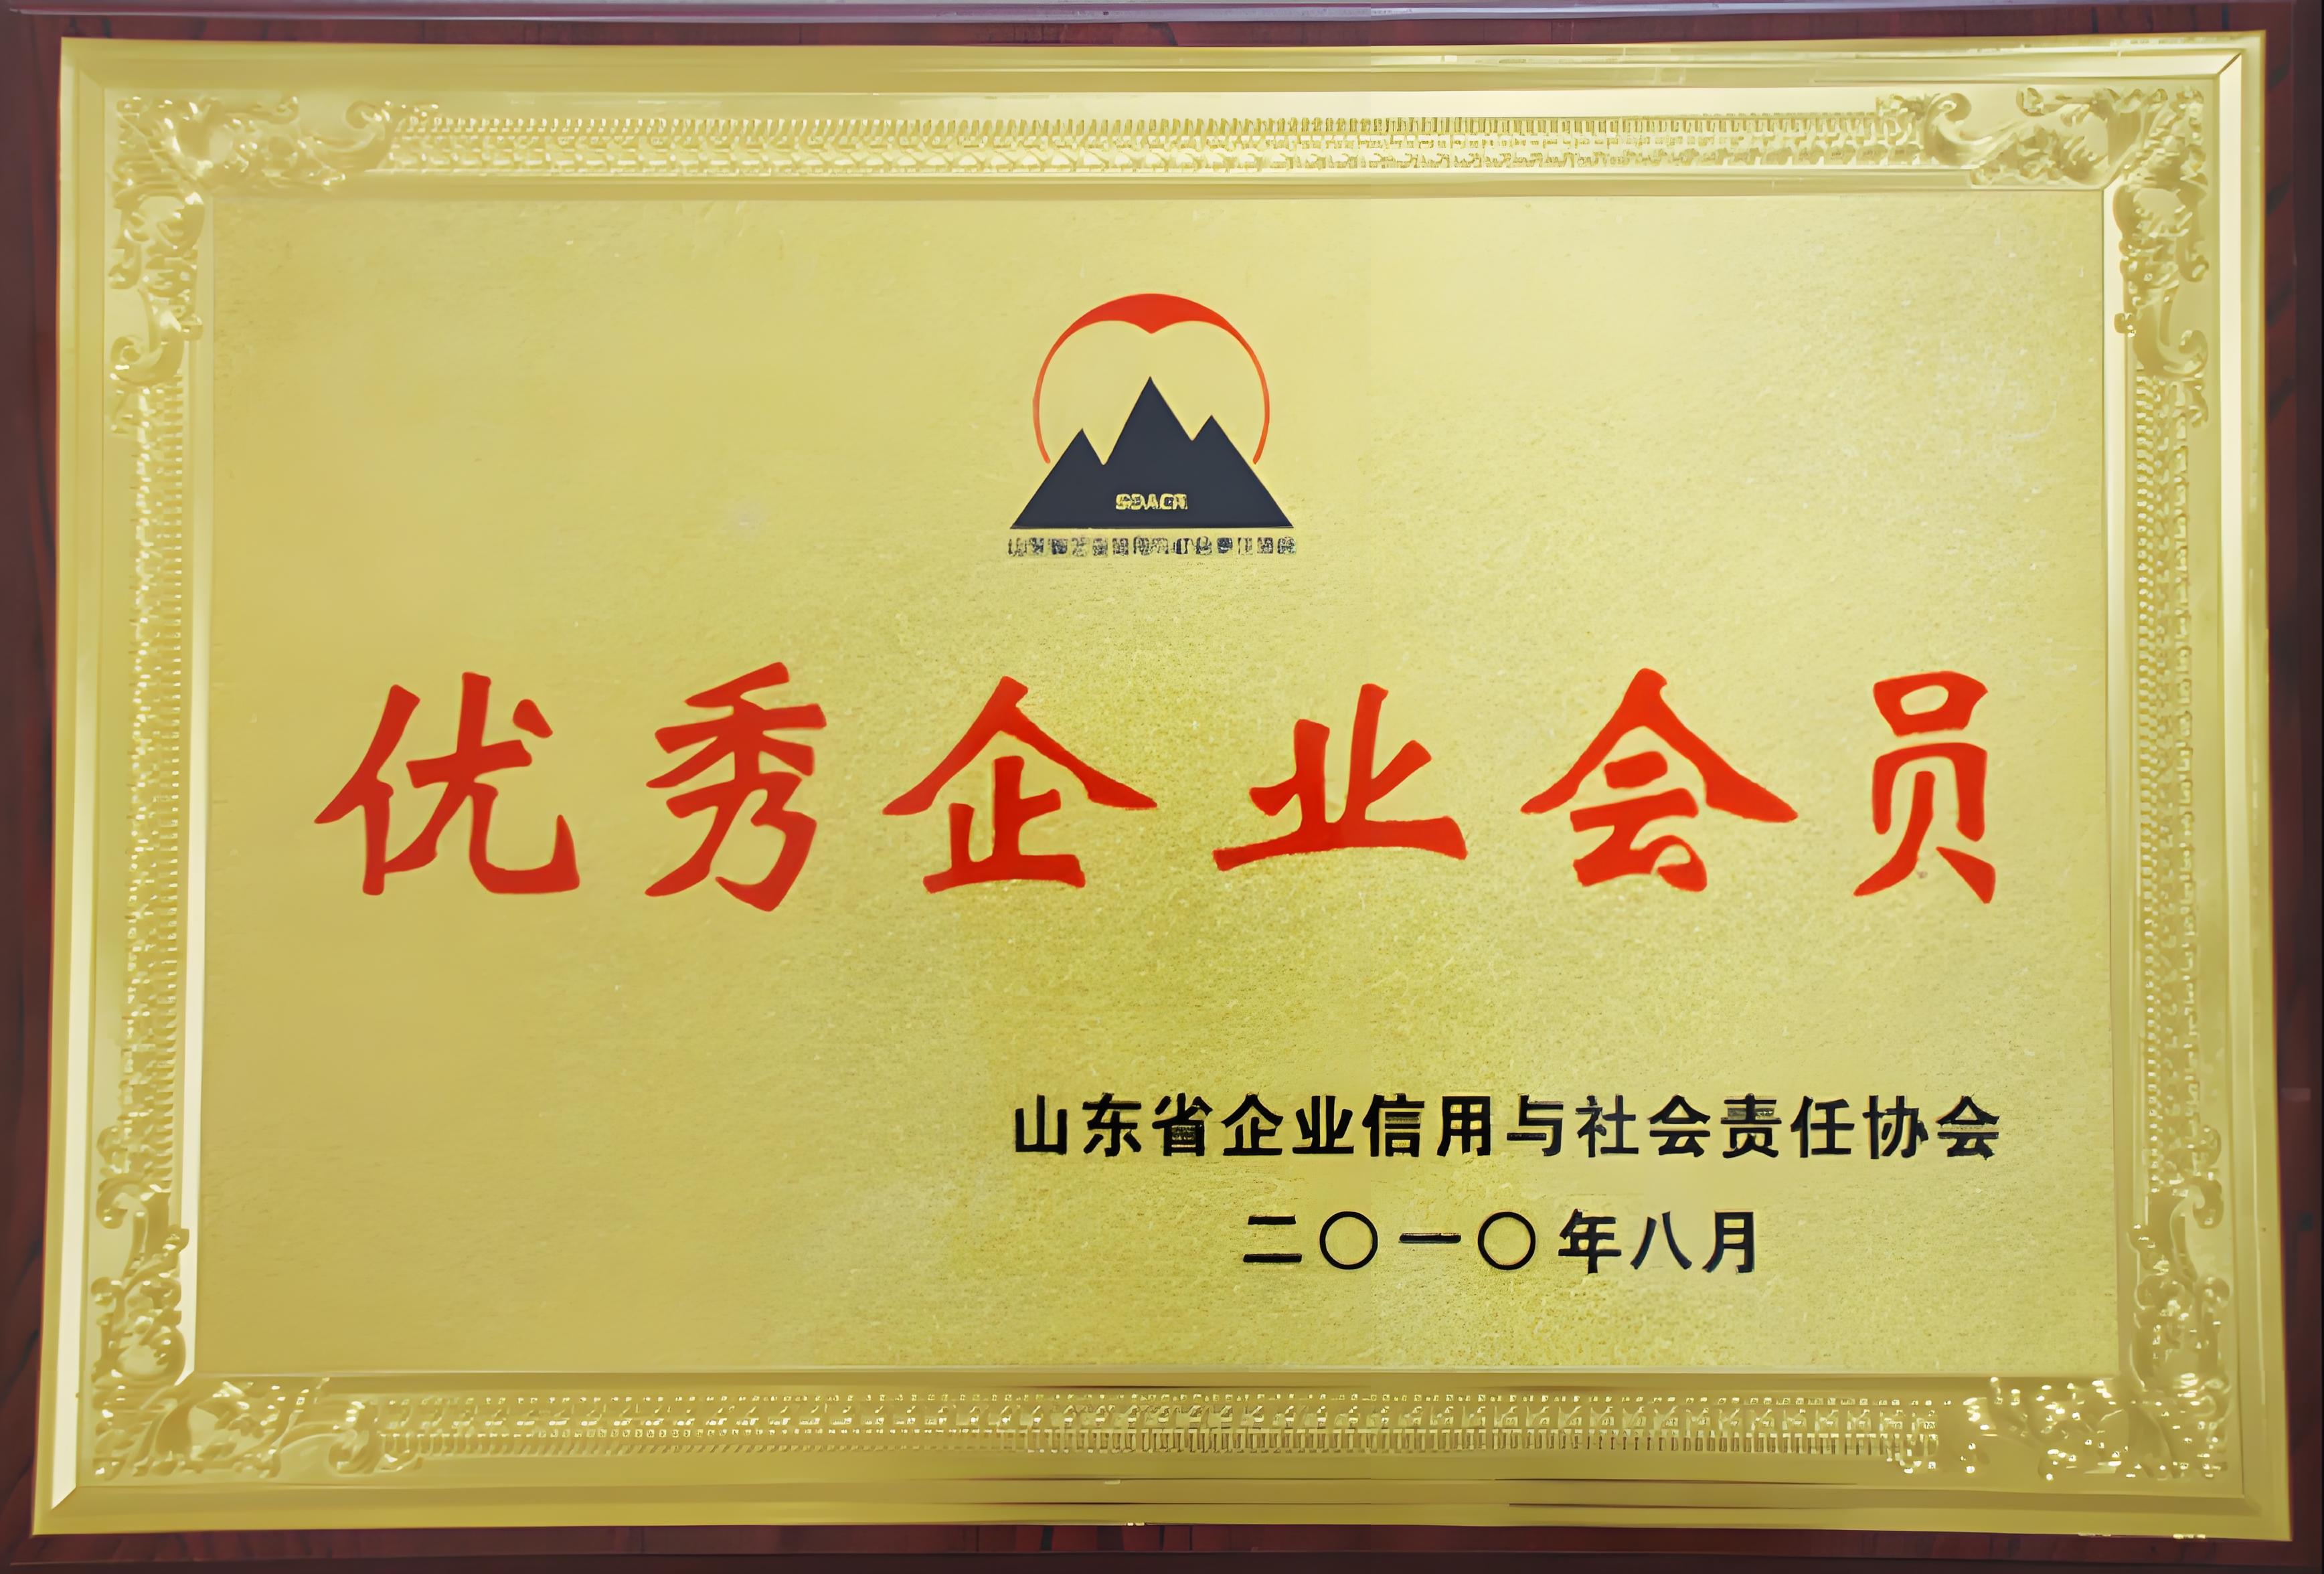 优秀企业会员
山东省企业信用与社会责任协会
二〇一〇年八月